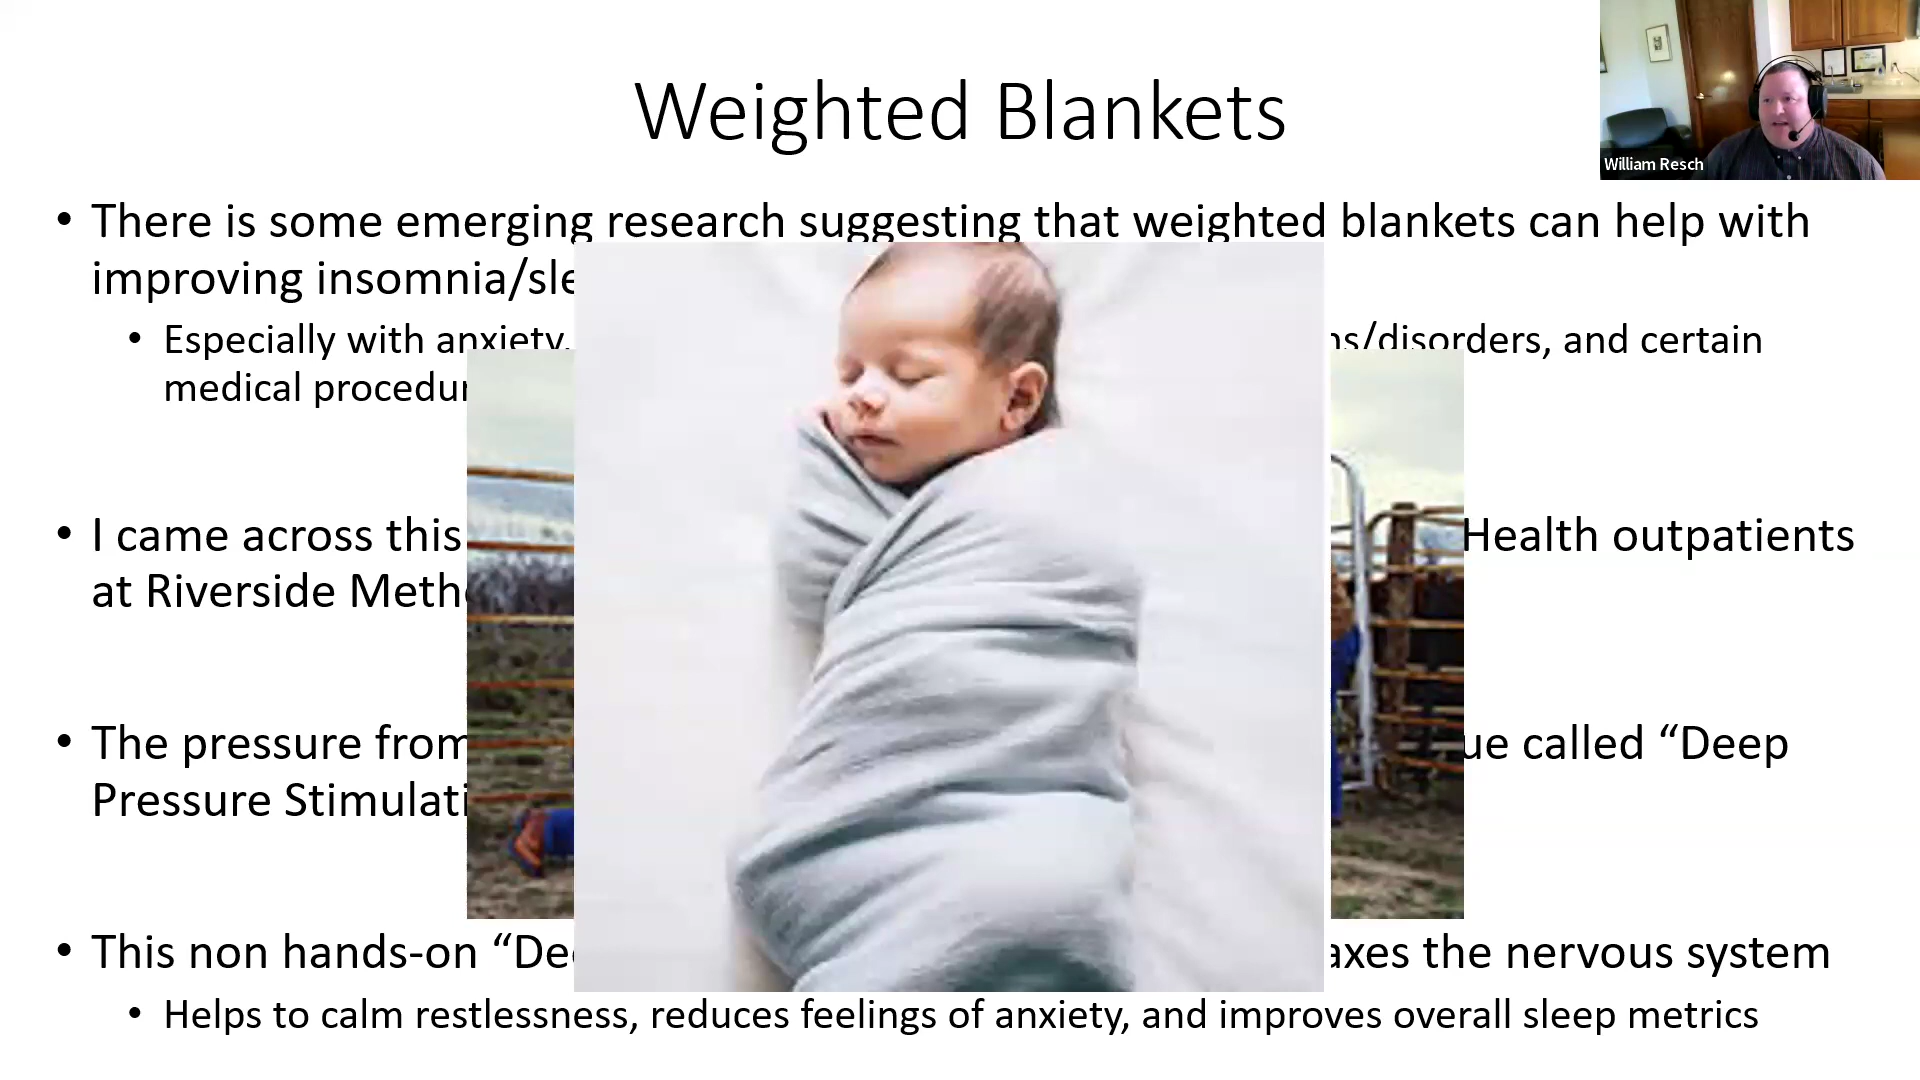 Weighted Blankets
William Resch
• There is some emerging research suggesting that weighted blankets can help with
improving insomnia/sle
• Especially with anxiety, ns/disorders, and certain
medical procedur
• I came across this Health outpatients
at Riverside Meth
• The pressure from ue called “Deep
Pressure Stimulati
• This non hands-on “De axes the nervous system
• Helps to calm restlessness, reduces feelings of anxiety, and improves overall sleep metrics